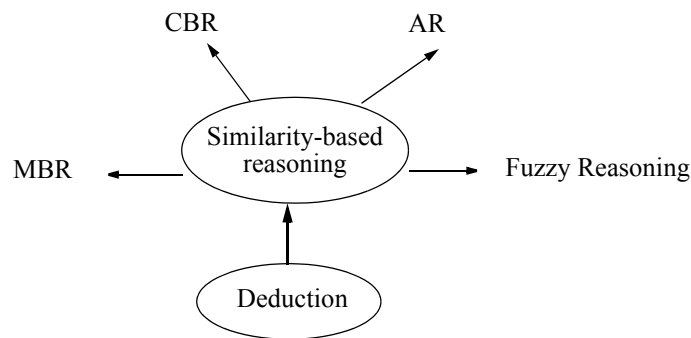 CBR
AR
Similarity-based
reasoning
MBR
Fuzzy Reasoning
Deduction